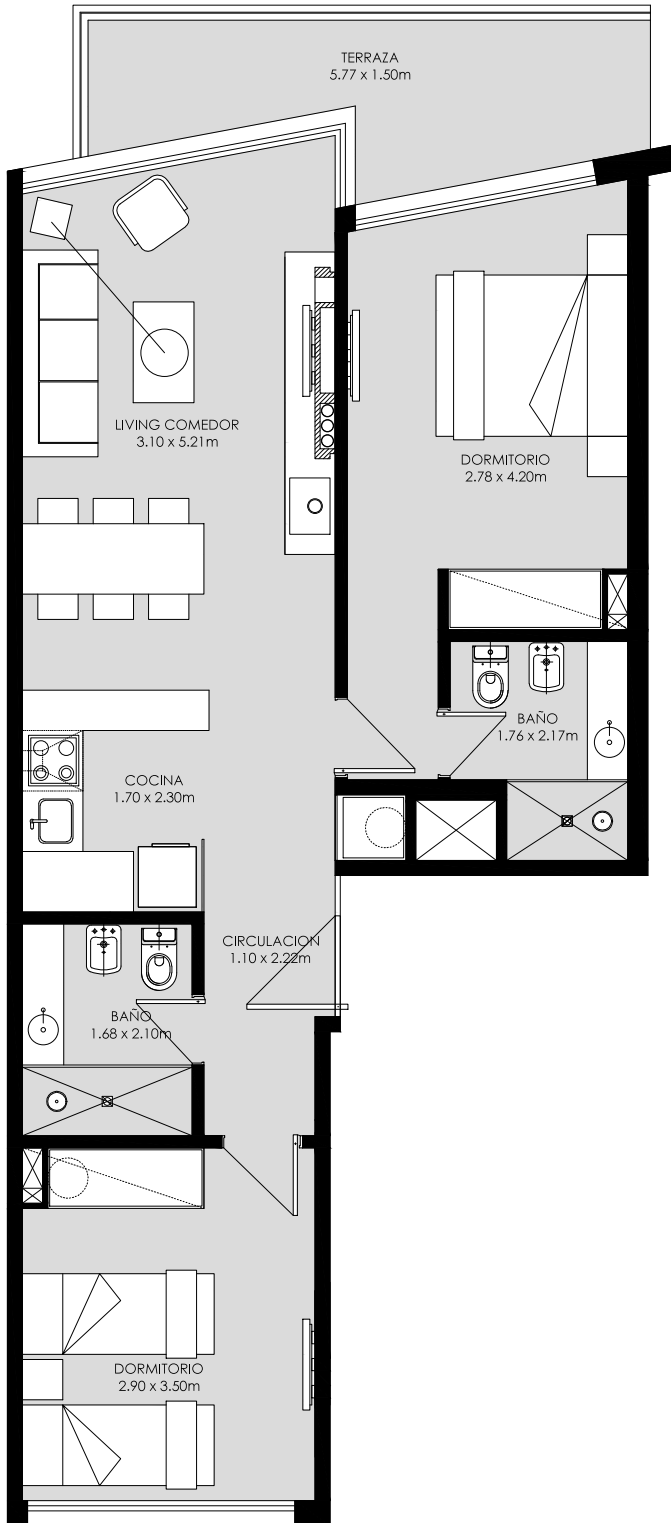 TERRAZA
5.77 x 1.50m
LIVING COMEDOR
3.10 x 5.21m
DORMITORIO
2.78 x 4.20m
BAÑO
1.76 x 2.17m
COCINA
1.70 x 2.30m
CIRCULACION
1.10 x 2.22m
BAÑO
1.68 x 2.10m
DORMITORIO
2.90 x 3.50m